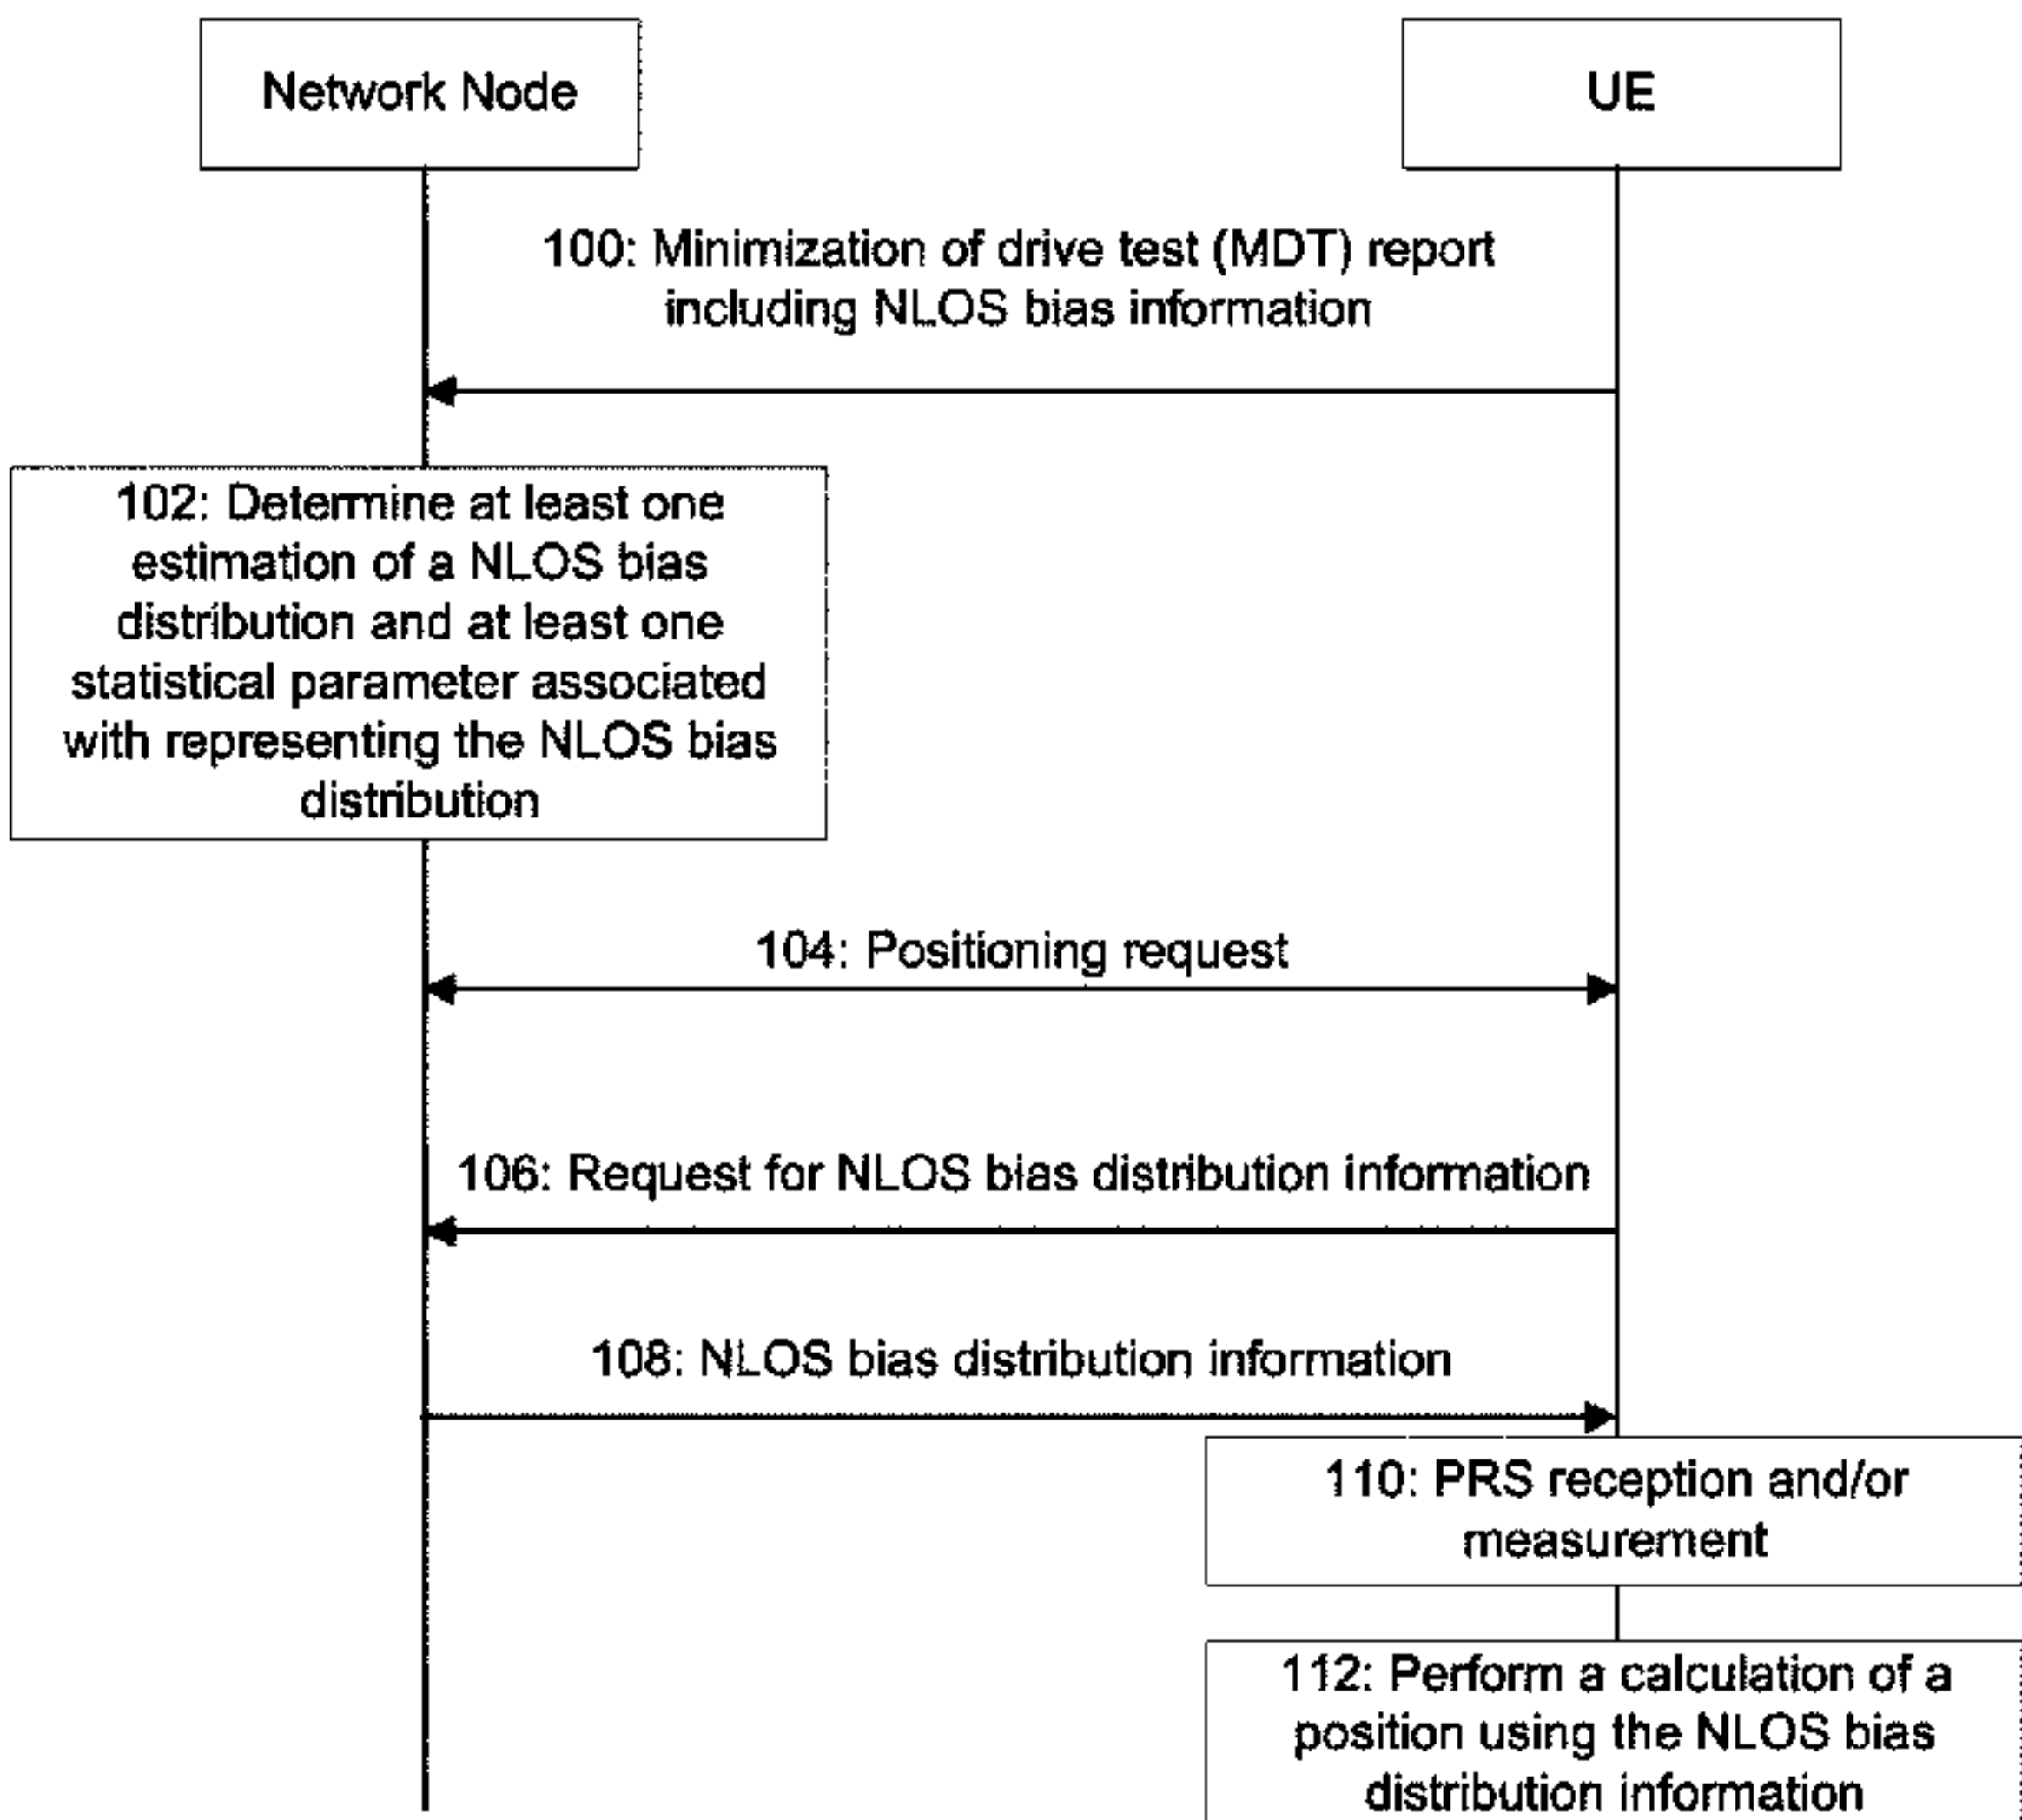 Network Node
UE
100: Minimization of drive test (MDT) report
including NLOS bias information
102: Determine at least one
estimation of a NLOS bias
distribution and at least one
statistical parameter associated
with representing the NLOS bias
distribution
104: Positioning request
106: Request for NLOS bias distribution information
108: NLOS bias distribution information
110: PRS reception and/or
measurement
112: Perform a calculation of a
position using the NLOS bias
distribution information